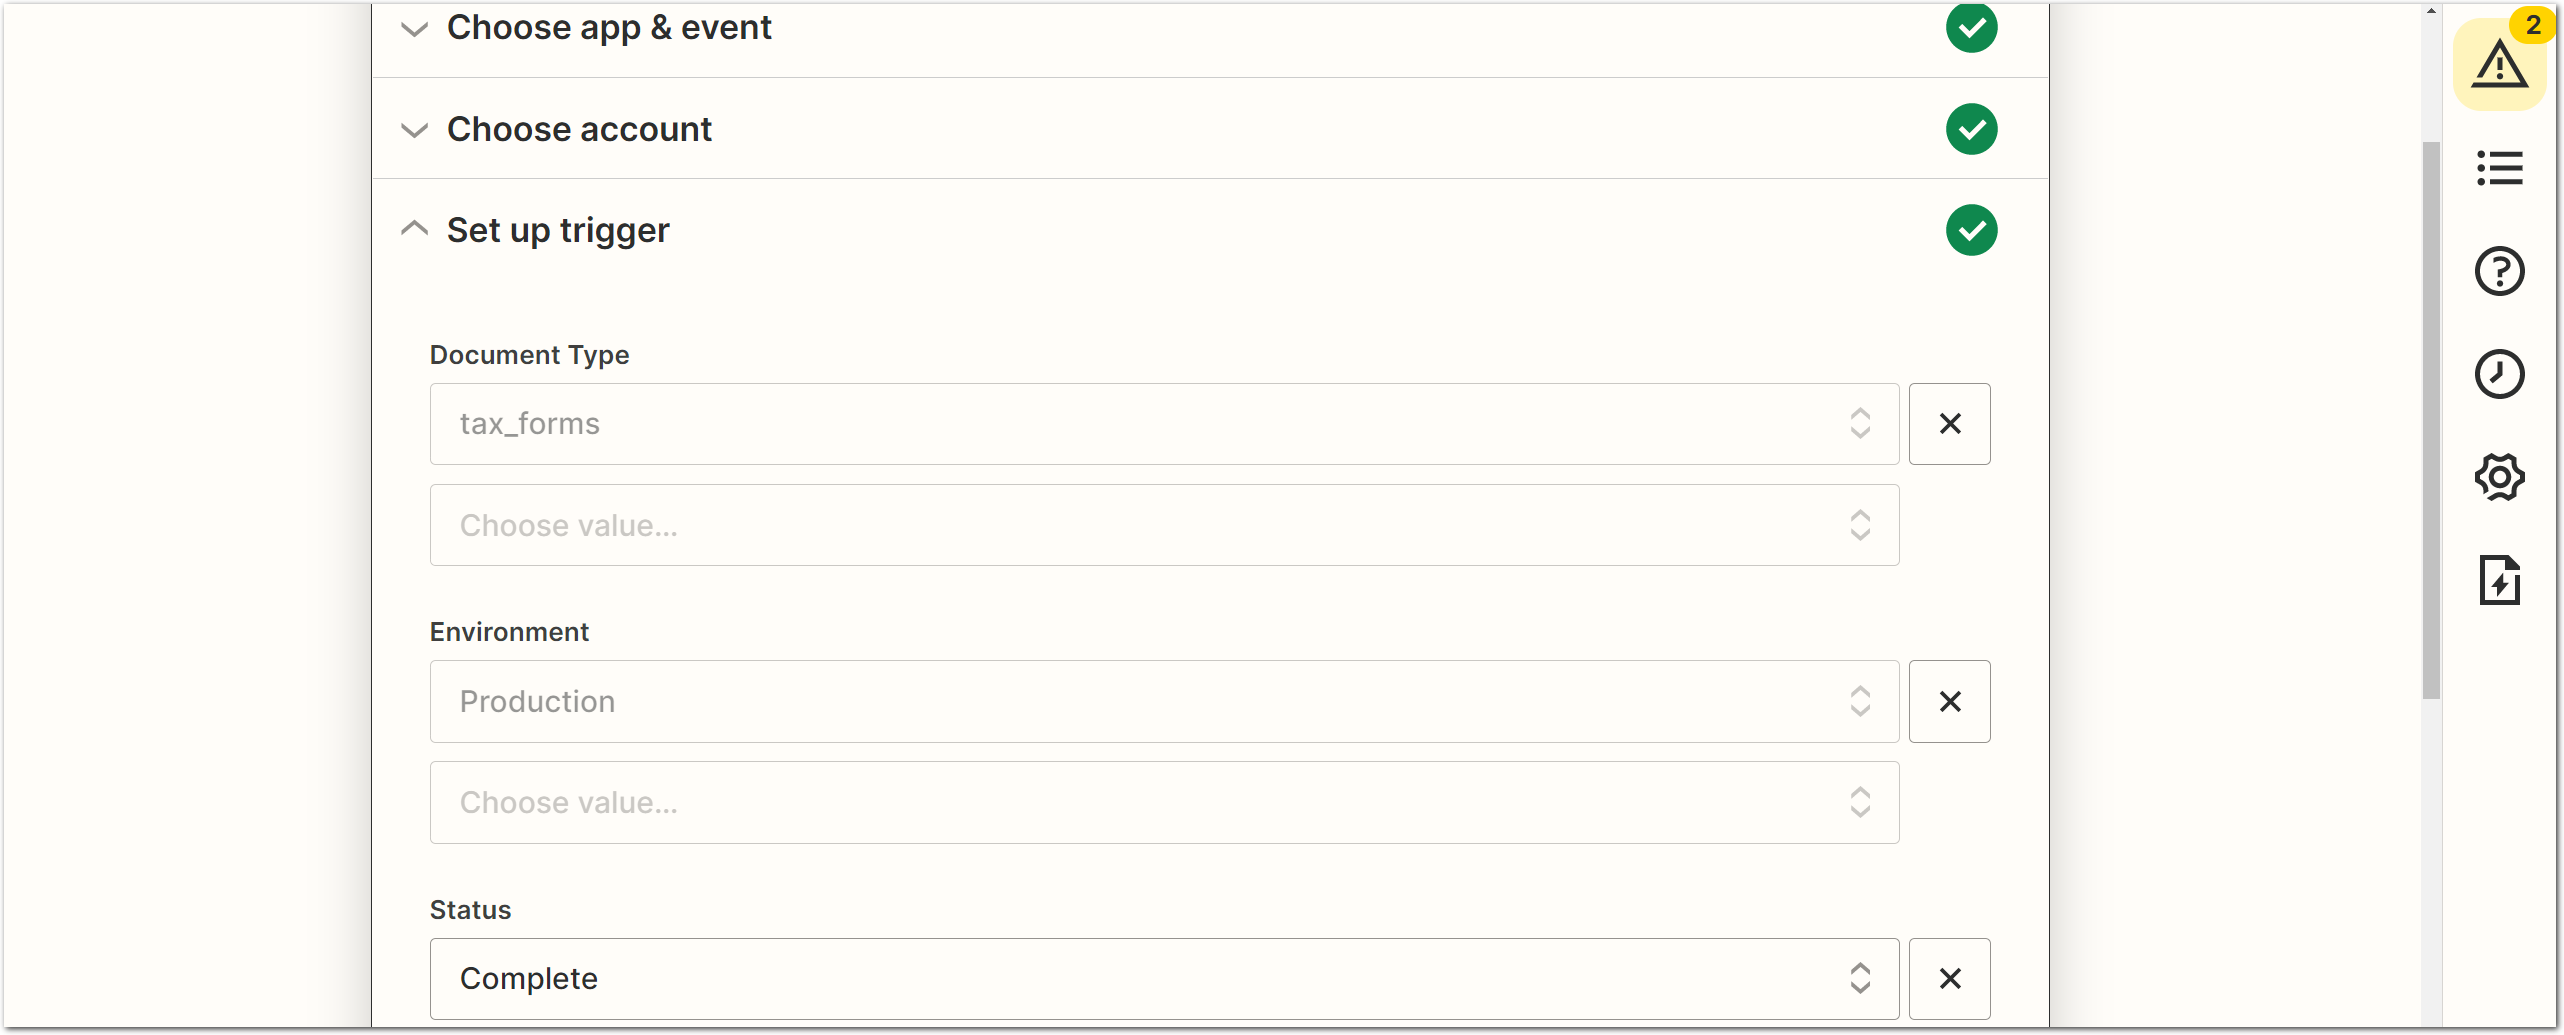 Choose app & event
2
Choose account
Set up trigger
Document Type
tax_forms
Choose value...
Environment
Production
Choose value...
Status
Complete